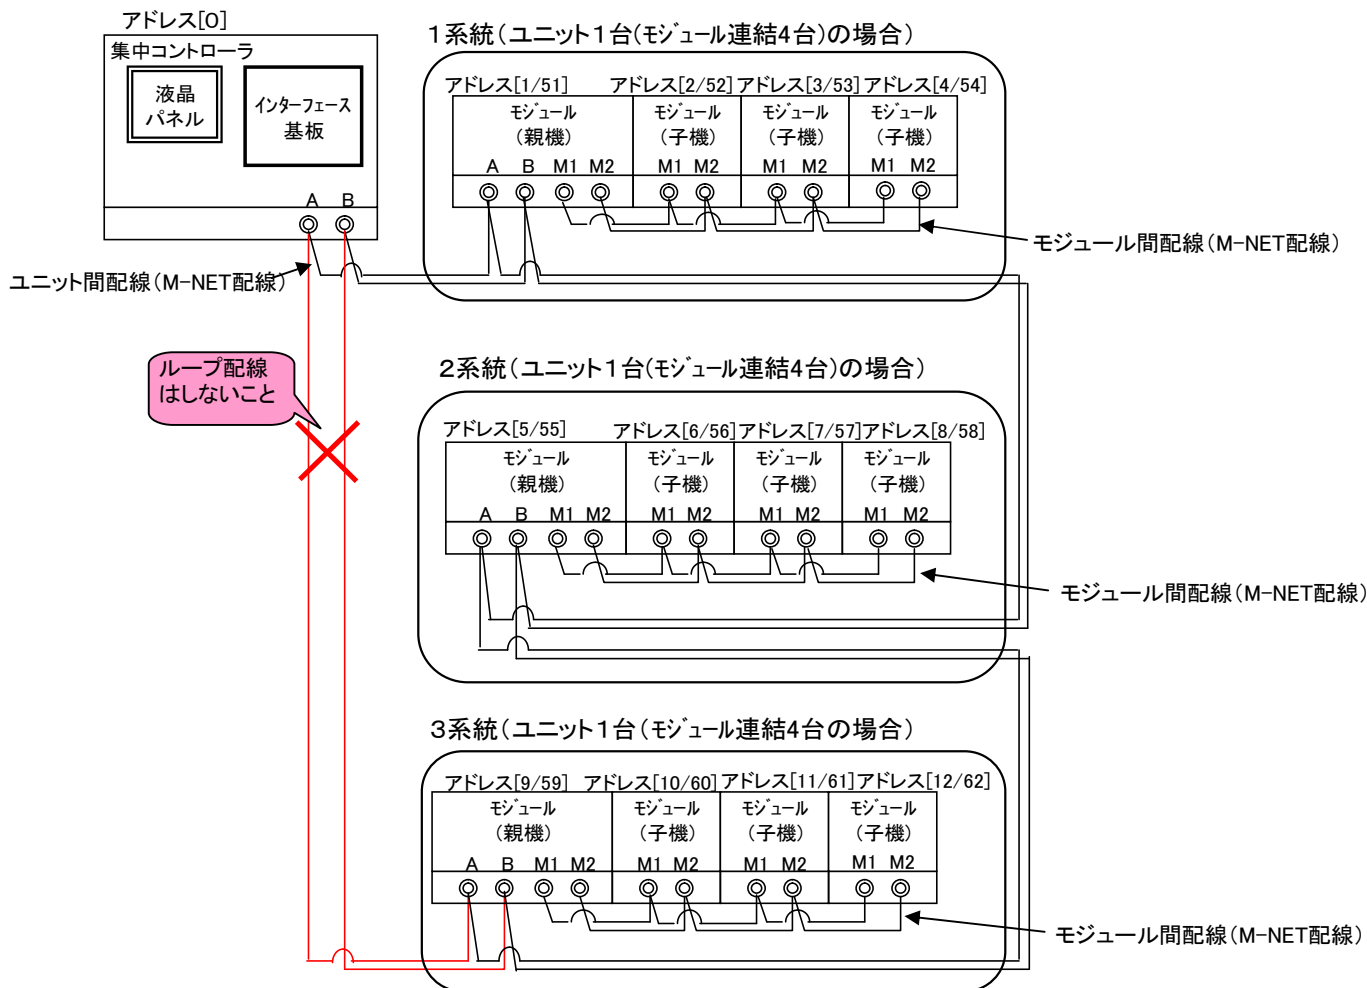 アドレス[0]
集中コントローラ
液晶
パネル
インターフェース
基板
A B
ユニット間配線(M-NET配線)
ループ配線
はしないこと
1系統(ユニット1台(モジュール連結4台)の場合)
アドレス[1/51] アドレス[2/52] アドレス[3/53] アドレス[4/54]
モジュール モジュール モジュール モジュール
(親機) (子機) (子機) (子機)
A B M1 M2 M1 M2 M1 M2 M1 M2
モジュール間配線(M-NET配線)
2系統(ユニット1台(モジュール連結4台)の場合)
アドレス[5/55] アドレス[6/56] アドレス[7/57] アドレス[8/58]
モジュール モジュール モジュール モジュール
(親機) (子機) (子機) (子機)
A B M1 M2 M1 M2 M1 M2 M1 M2
モジュール間配線(M-NET配線)
3系統(ユニット1台(モジュール連結4台の場合)
アドレス[9/59] アドレス[10/60] アドレス[11/61] アドレス[12/62]
モジュール モジュール モジュール モジュール
(親機) (子機) (子機) (子機)
A B M1 M2 M1 M2 M1 M2 M1 M2
モジュール間配線(M-NET配線)